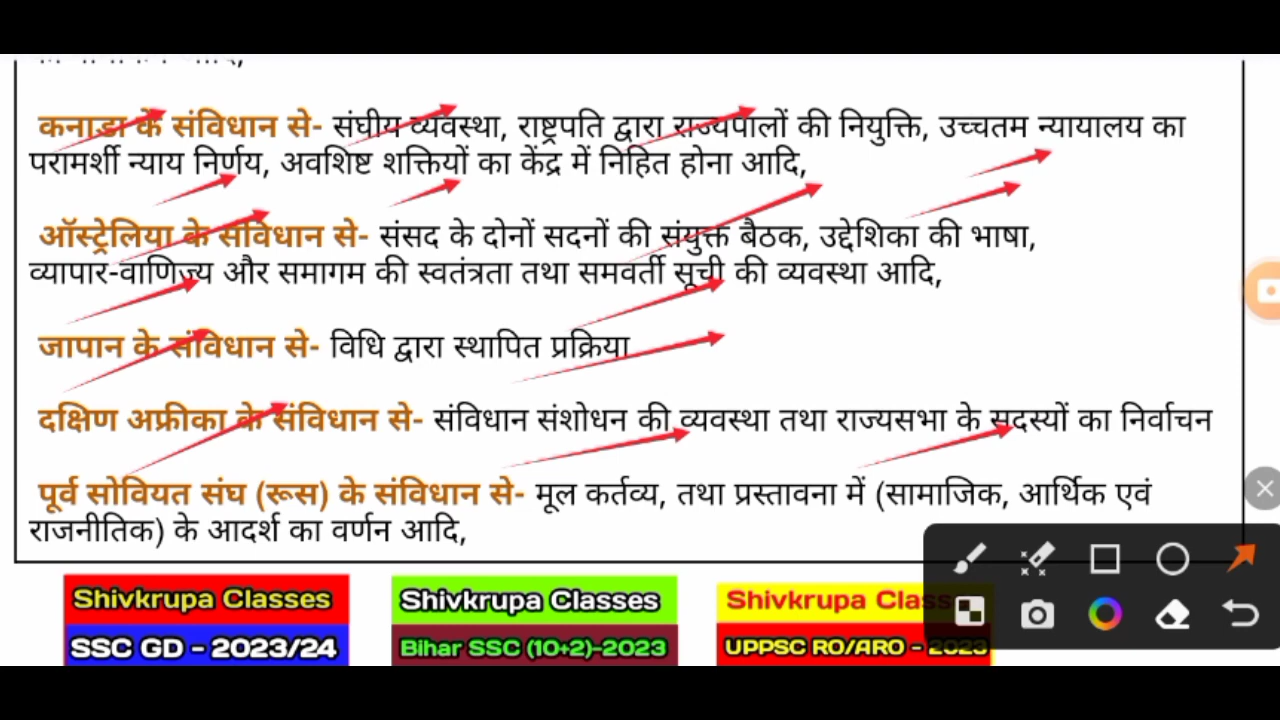 कनाडा के संविधान से- संघीय व्यवस्था, राष्ट्रपति द्वारा राज्यपालों की नियुक्ति, उच्चतम न्यायालय का
परामर्शी न्याय निर्णय, अवशिष्ट शक्तियों का केंद्र में निहित होना आदि,
ऑस्ट्रेलिया के संविधान से- संसद के दोनों सदनों की संयुक्त बैठक, उद्देशिका की भाषा,
व्यापार-वाणिज्य और समागम की स्वतंत्रता तथा समवर्ती सूची की व्यवस्था आदि,
जापान के संविधान से- विधि द्वारा स्थापित प्रक्रिया
दक्षिण अफ्रीका के संविधान से- संविधान संशोधन की व्यवस्था तथा राज्यसभा के सदस्यों का निर्वाचन
पूर्व सोवियत संघ (रूस) के संविधान से- मूल कर्तव्य, तथा प्रस्तावना में (सामाजिक, आर्थिक एवं
राजनीतिक) के आदर्श का वर्णन आदि,
Shivkrupa Classes
SSC GD - 2023/24
Shivkrupa Classes
Bihar SSC (10+2)-2023
Shivkrupa Class
UPPSC RO/ARO - 2023